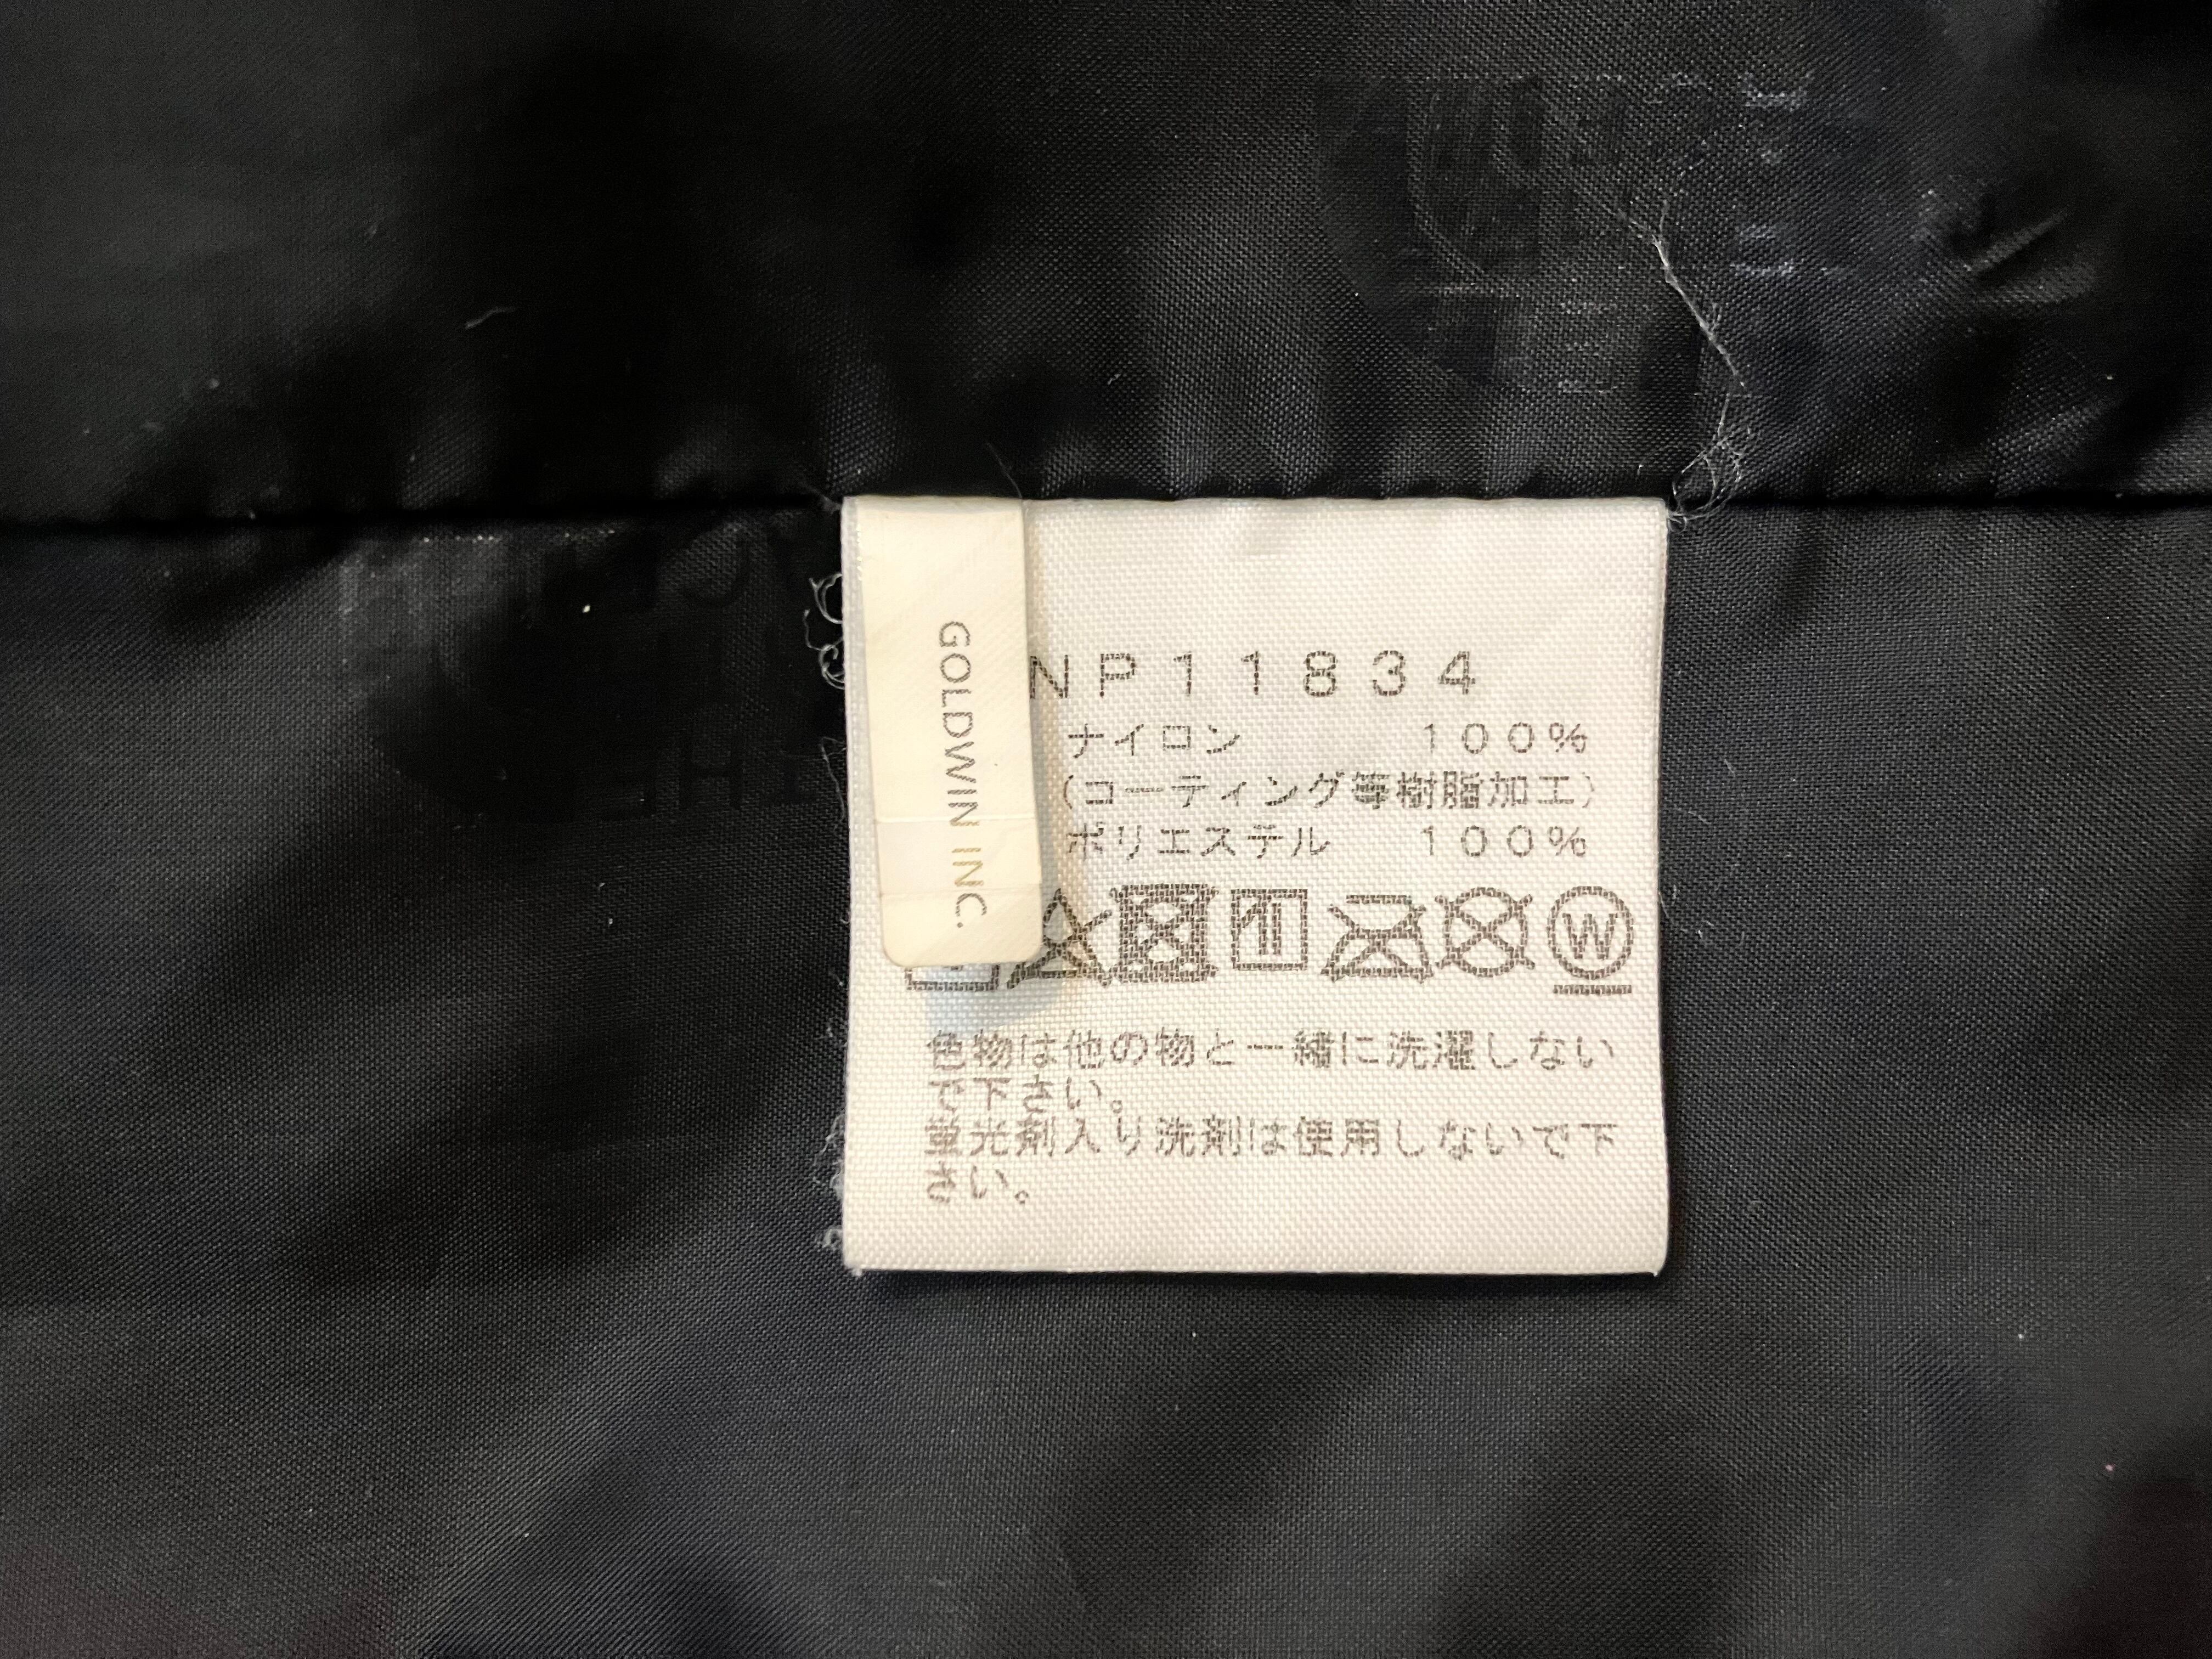 GOLDWIN INC.
NP11834
ナイロン 100%
(コーティング等樹脂加工)
ポリエステル 100%
W
色物は他の物と一緒に洗濯しない
で下さい。
蛍光剤入り洗剤は使用しないで下
さい。